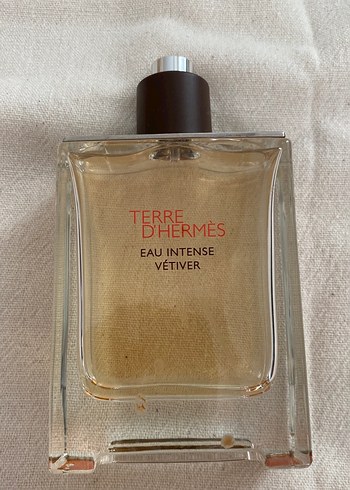 TERRE
D'HERMÈS
EAU INTENSE
VÉTIVER